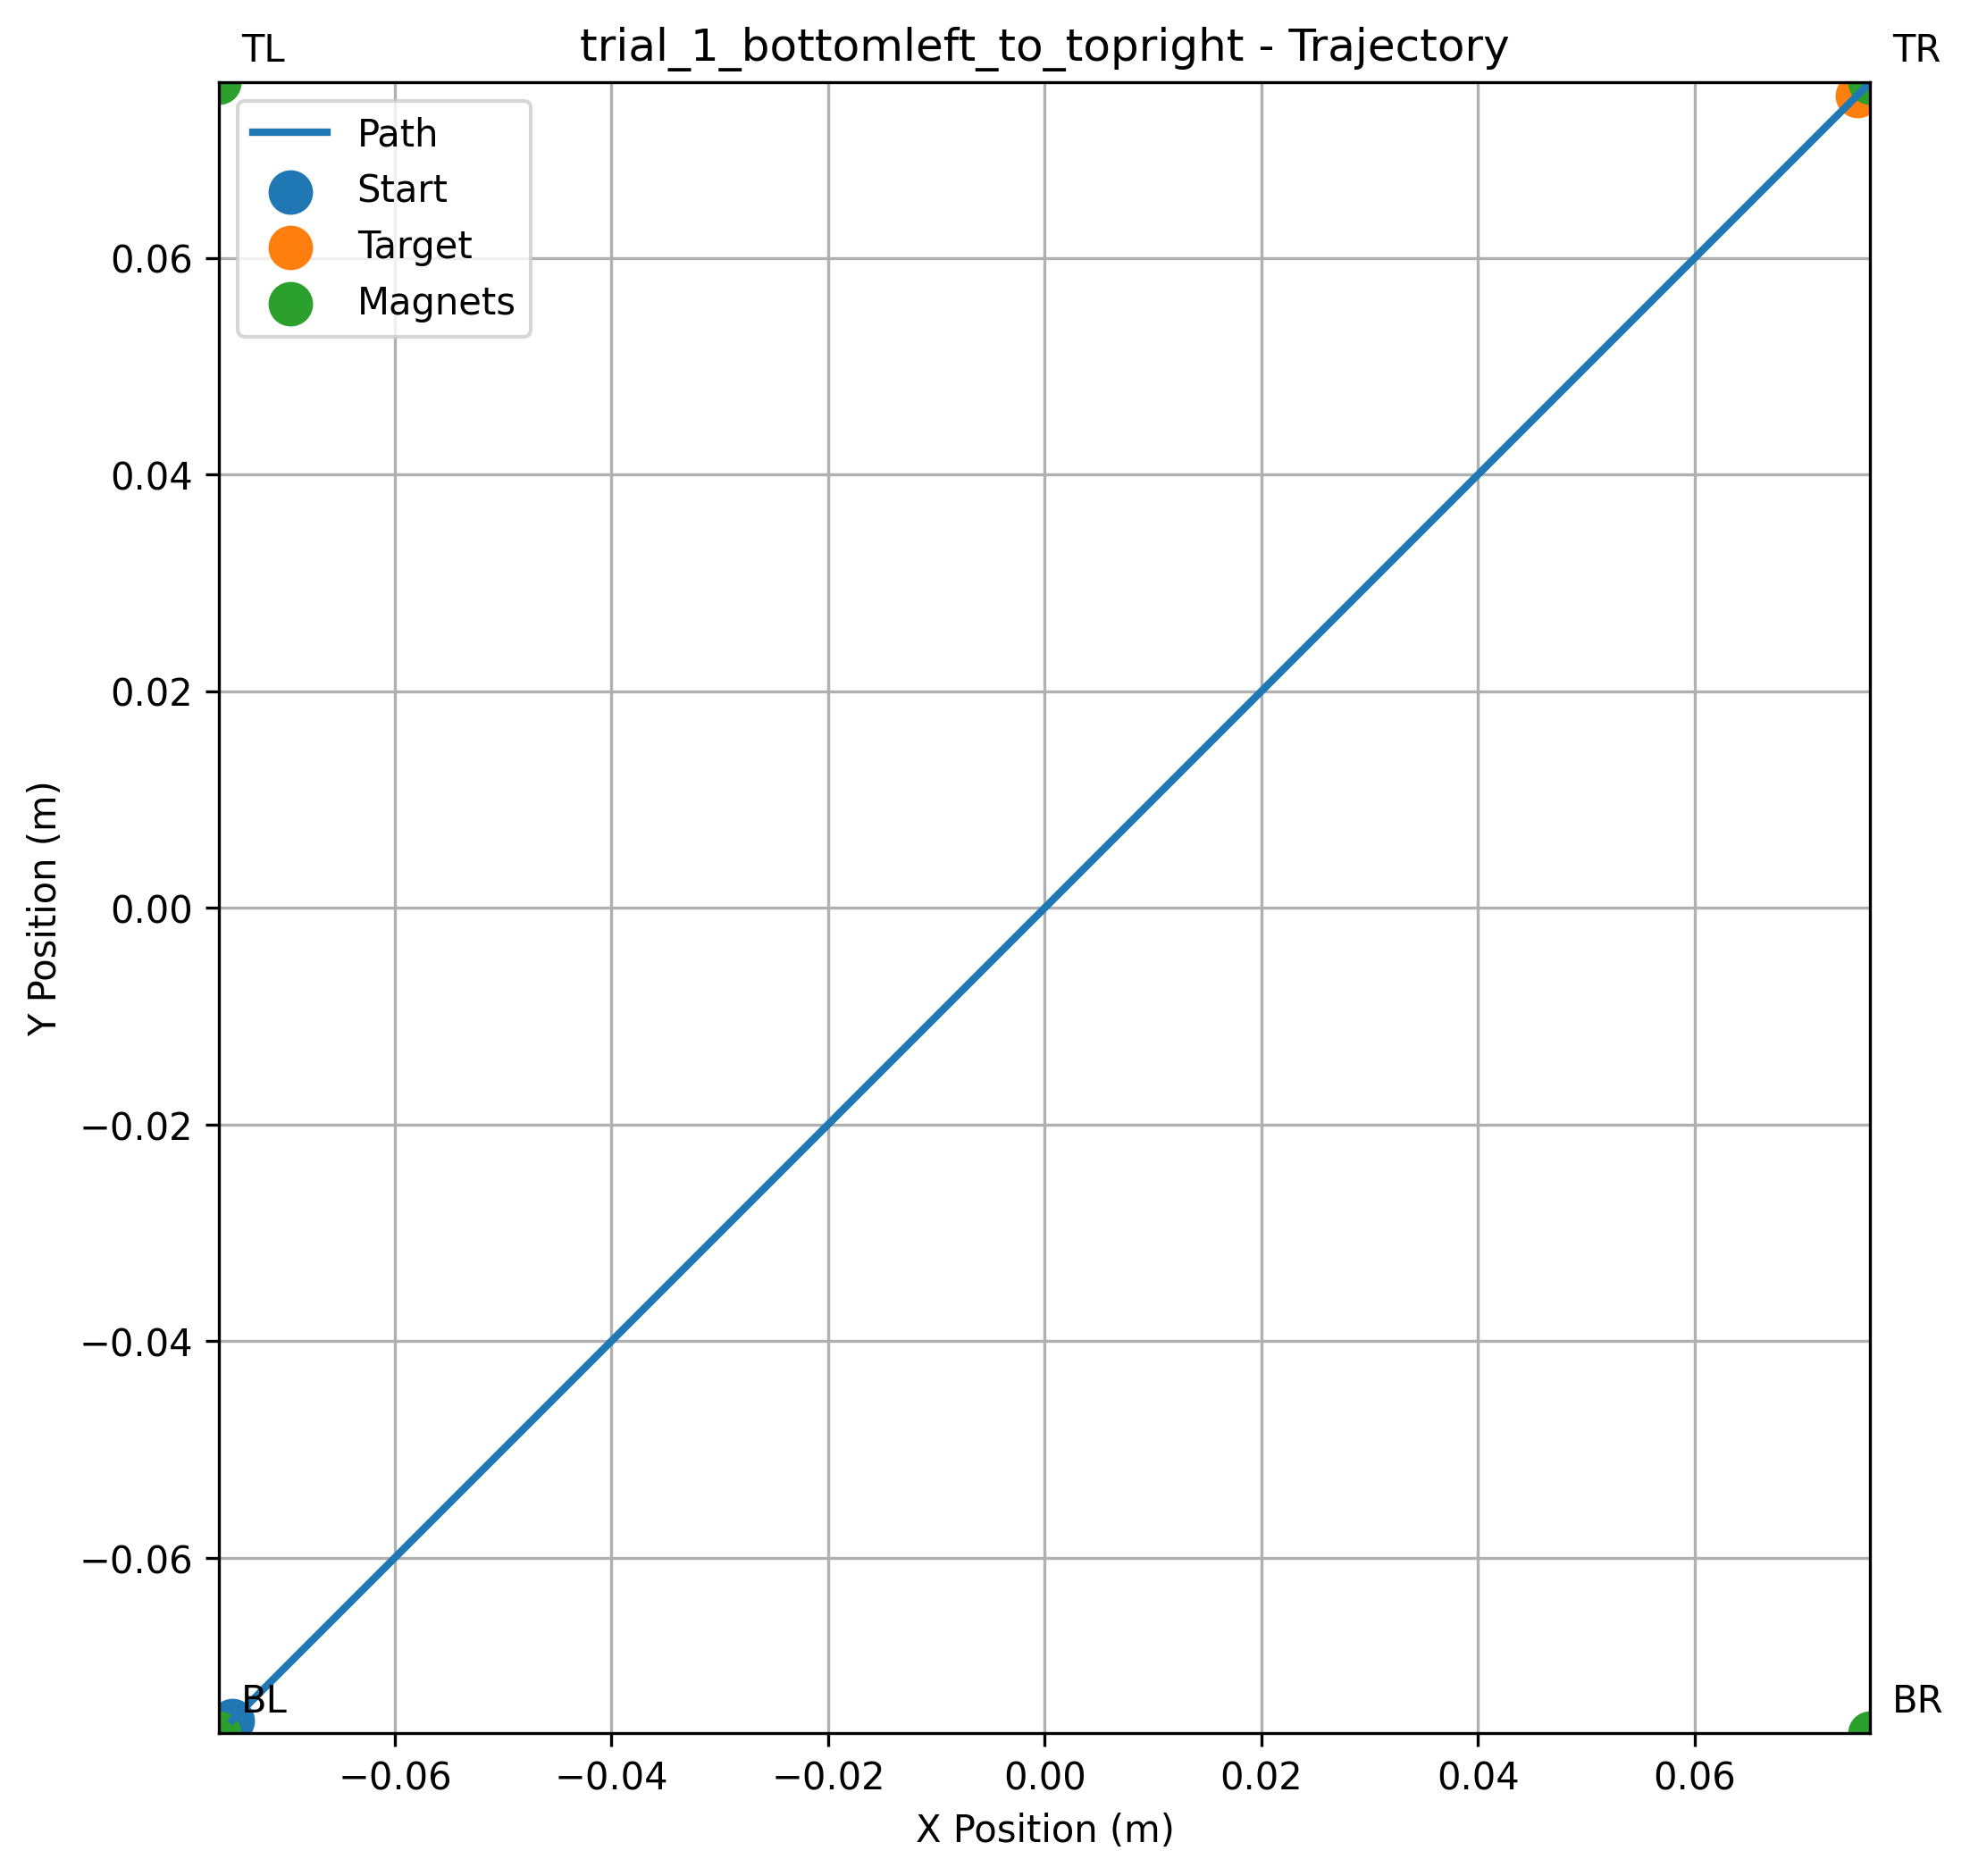 TL
trial_1_bottomleft_to_topright - Trajectory
TR
Path
Start
Target
Magnets
0.06
0.04
0.02
0.00
−0.02
−0.04
−0.06
Y Position (m)
BL
BR
−0.06
−0.04
−0.02
0.00
0.02
0.04
0.06
X Position (m)